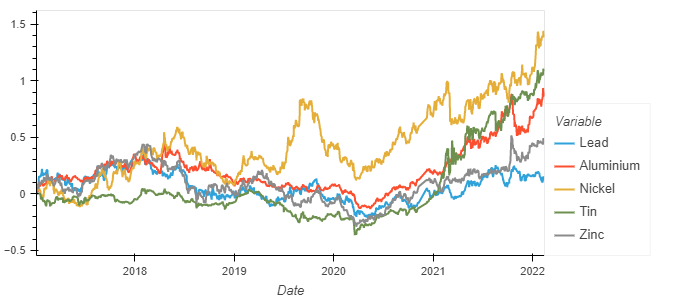 1.5
1
0.5
0
−0.5
2018
2019
2020
2021
2022
Date
Variable
Lead
Aluminium
Nickel
Tin
Zinc